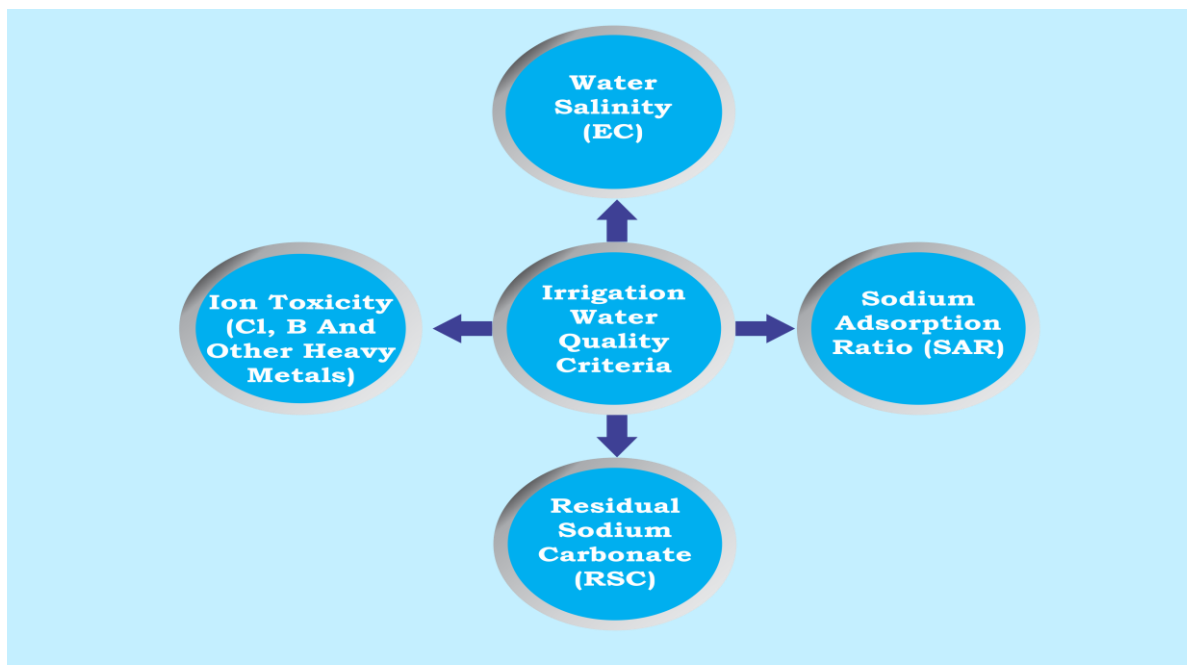 Water
Salinity
(EC)
Ion Toxicity
(Cl, B And
Other Heavy
Metals)
Irrigation
Water
Quality
Criteria
Sodium
Adsorption
Ratio (SAR)
Residual
Sodium
Carbonate
(RSC)